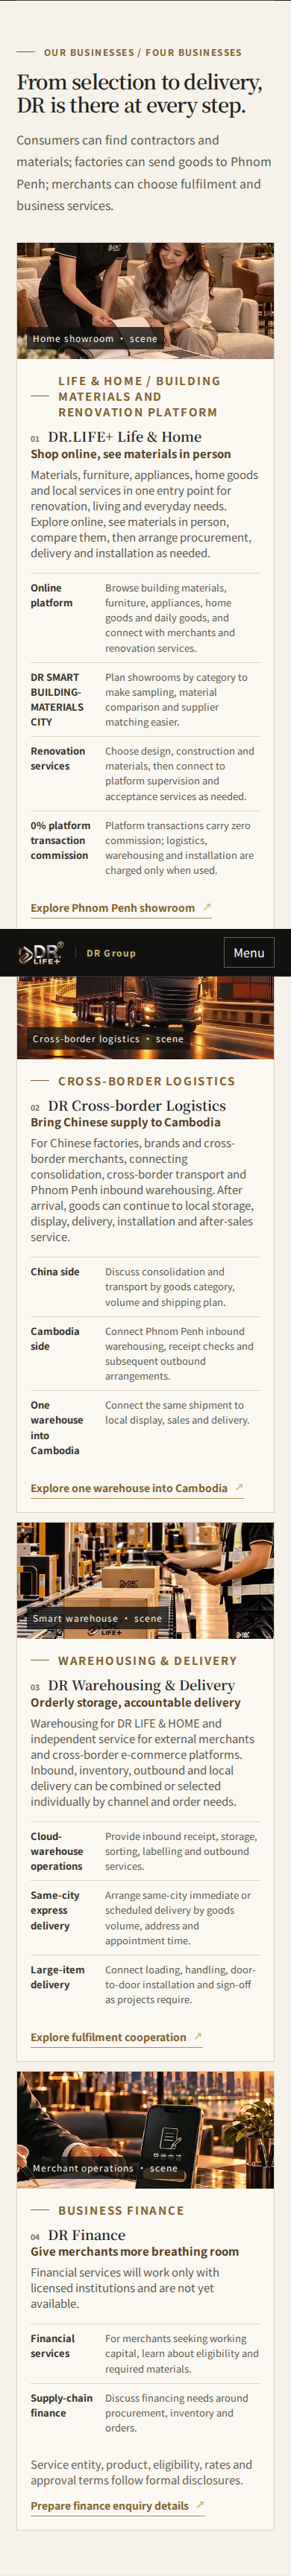 OUR BUSINESSES / FOUR BUSINESSES
From selection to delivery,
DR is there at every step.
Consumers can find contractors and
materials; factories can send goods to Phnom
Penh; merchants can choose fulfilment and
business services.
Home showroom • scene
LIFE & HOME / BUILDING
MATERIALS AND
RENOVATION PLATFORM
01 DR.LIFE+ Life & Home
Shop online, see materials in person
Materials, furniture, appliances, home goods
and local services in one entry point for
renovation, living and everyday needs.
Explore online, see materials in person,
compare them, then arrange procurement,
delivery and installation as needed.
Online
platform
Browse building materials,
furniture, appliances, home
goods and daily goods, and
connect with merchants and
renovation services.
DR SMART
BUILDING-
MATERIALS
CITY
Plan showrooms by category to
make sampling, material
comparison and supplier
matching easier.
Renovation
services
Choose design, construction and
materials, then connect to
platform supervision and
acceptance services as needed.
0% platform
transaction
commission
Platform transactions carry zero
commission; logistics,
warehousing and installation are
charged only when used.
Explore Phnom Penh showroom ↗
DR® LIFE+
DR Group
Menu
Cross-border logistics • scene
CROSS-BORDER LOGISTICS
02 DR Cross-border Logistics
Bring Chinese supply to Cambodia
For Chinese factories, brands and cross-
border merchants, connecting
consolidation, cross-border transport and
Phnom Penh inbound warehousing. After
arrival, goods can continue to local storage,
display, delivery, installation and after-sales
service.
China side
Discuss consolidation and
transport by goods category,
volume and shipping plan.
Cambodia
side
Connect Phnom Penh inbound
warehousing, receipt checks and
subsequent outbound
arrangements.
One
warehouse
into
Cambodia
Connect the same shipment to
local display, sales and delivery.
Explore one warehouse into Cambodia ↗
DR
LIFE+
Smart warehouse • scene
WAREHOUSING & DELIVERY
03 DR Warehousing & Delivery
Orderly storage, accountable delivery
Warehousing for DR LIFE & HOME and
independent service for external merchants
and cross-border e-commerce platforms.
Inbound, inventory, outbound and local
delivery can be combined or selected
individually by channel and order needs.
Cloud-
warehouse
operations
Provide inbound receipt, storage,
sorting, labelling and outbound
services.
Same-city
express
delivery
Arrange same-city immediate or
scheduled delivery by goods
volume, address and
appointment time.
Large-item
delivery
Connect loading, handling, door-
to-door installation and sign-off
as projects require.
Explore fulfilment cooperation ↗
Merchant operations • scene
BUSINESS FINANCE
04 DR Finance
Give merchants more breathing room
Financial services will work only with
licensed institutions and are not yet
available.
Financial
services
For merchants seeking working
capital, learn about eligibility and
required materials.
Supply-chain
finance
Discuss financing needs around
procurement, inventory and
orders.
Service entity, product, eligibility, rates and
approval terms follow formal disclosures.
Prepare finance enquiry details ↗